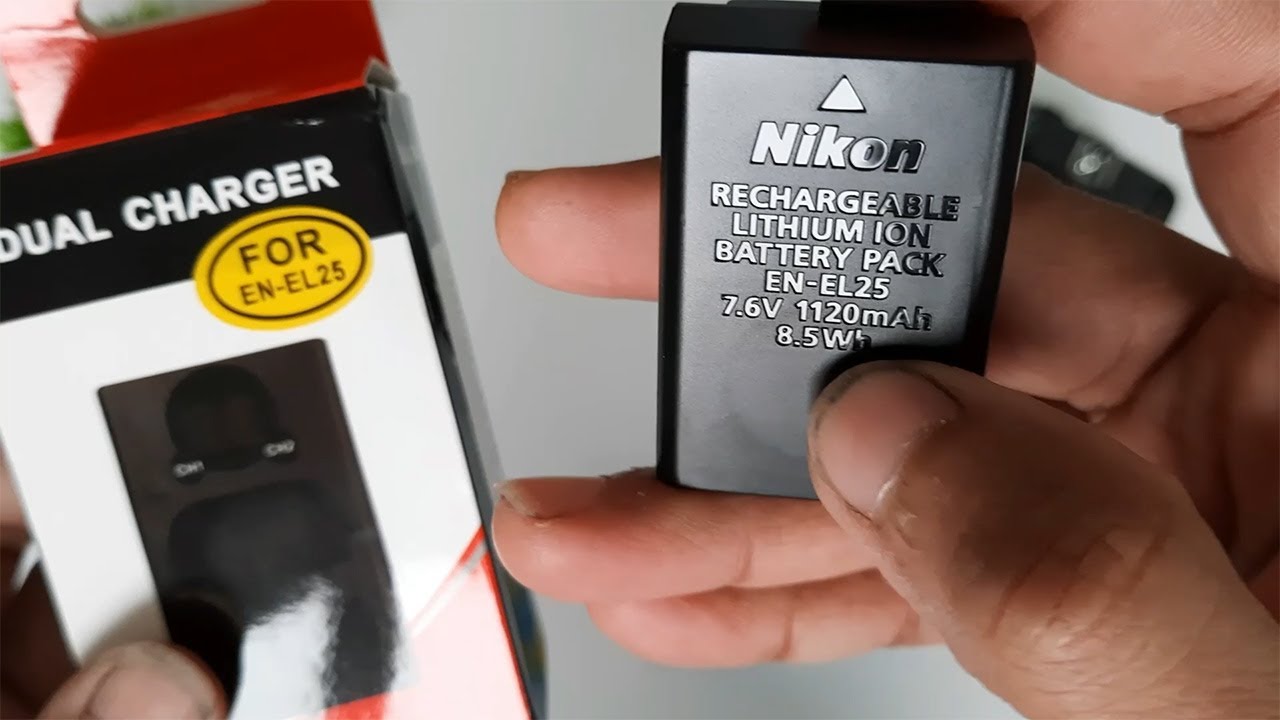 DUAL CHARGER
FOR
EN-EL25
CH1
CH2
Nikon
RECHARGEABLE
LITHIUM ION
BATTERY PACK
EN-EL25
7.6V 1120mAh
8.5Wh